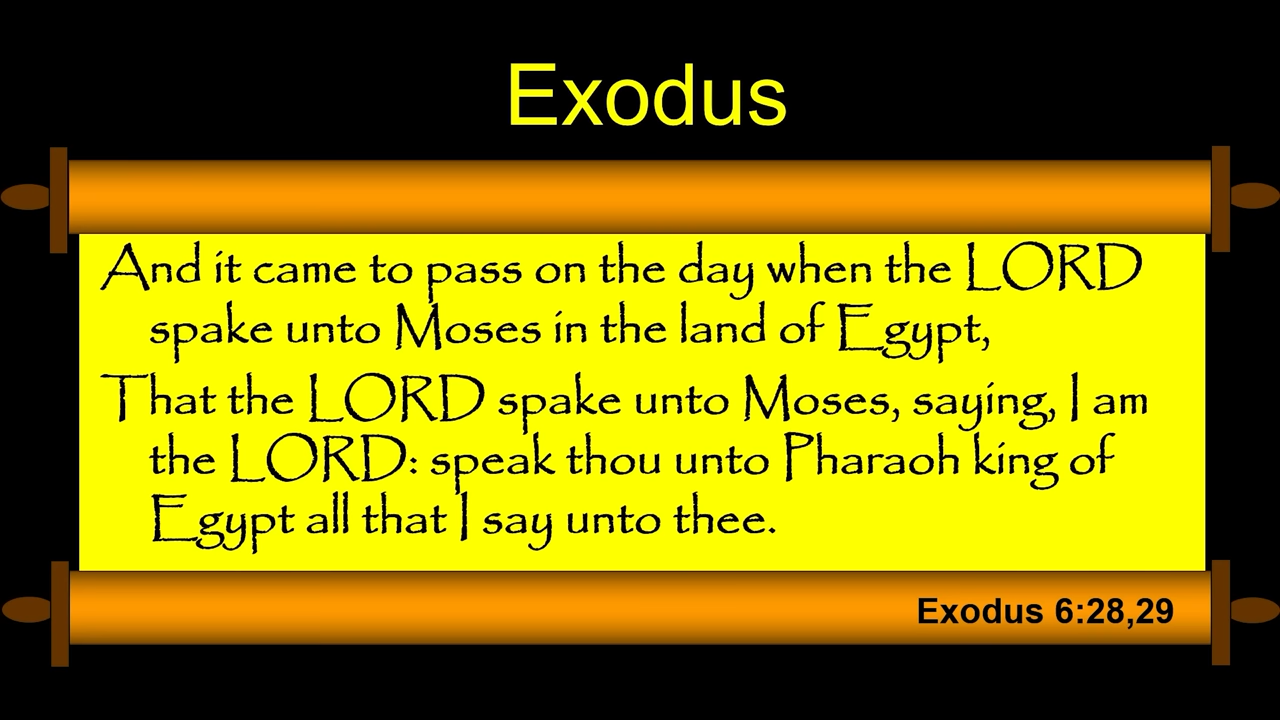 Exodus
And it came to pass on the day when the LORD
spake unto Moses in the land of Egypt,
That the LORD spake unto Moses, saying, I am
the LORD: speak thou unto Pharaoh king of
Egypt all that I say unto thee.
Exodus 6:28,29